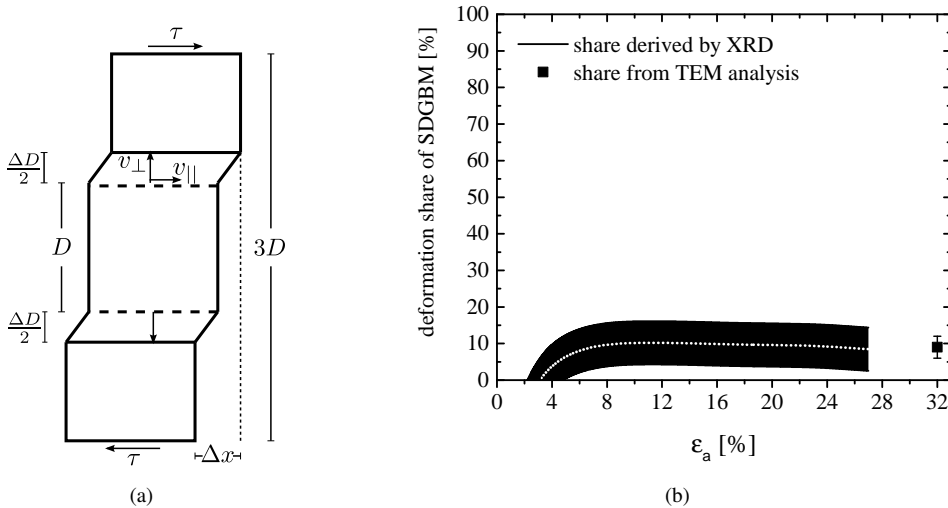 τ
ΔD/2
v⊥
v||
D
3D
ΔD/2
τ
Δx
(a)
deformation share of SDGBM [%]
100
90
80
70
60
50
40
30
20
10
0
share derived by XRD
share from TEM analysis
0 4 8 12 16 20 24 28 32
εa [%]
(b)